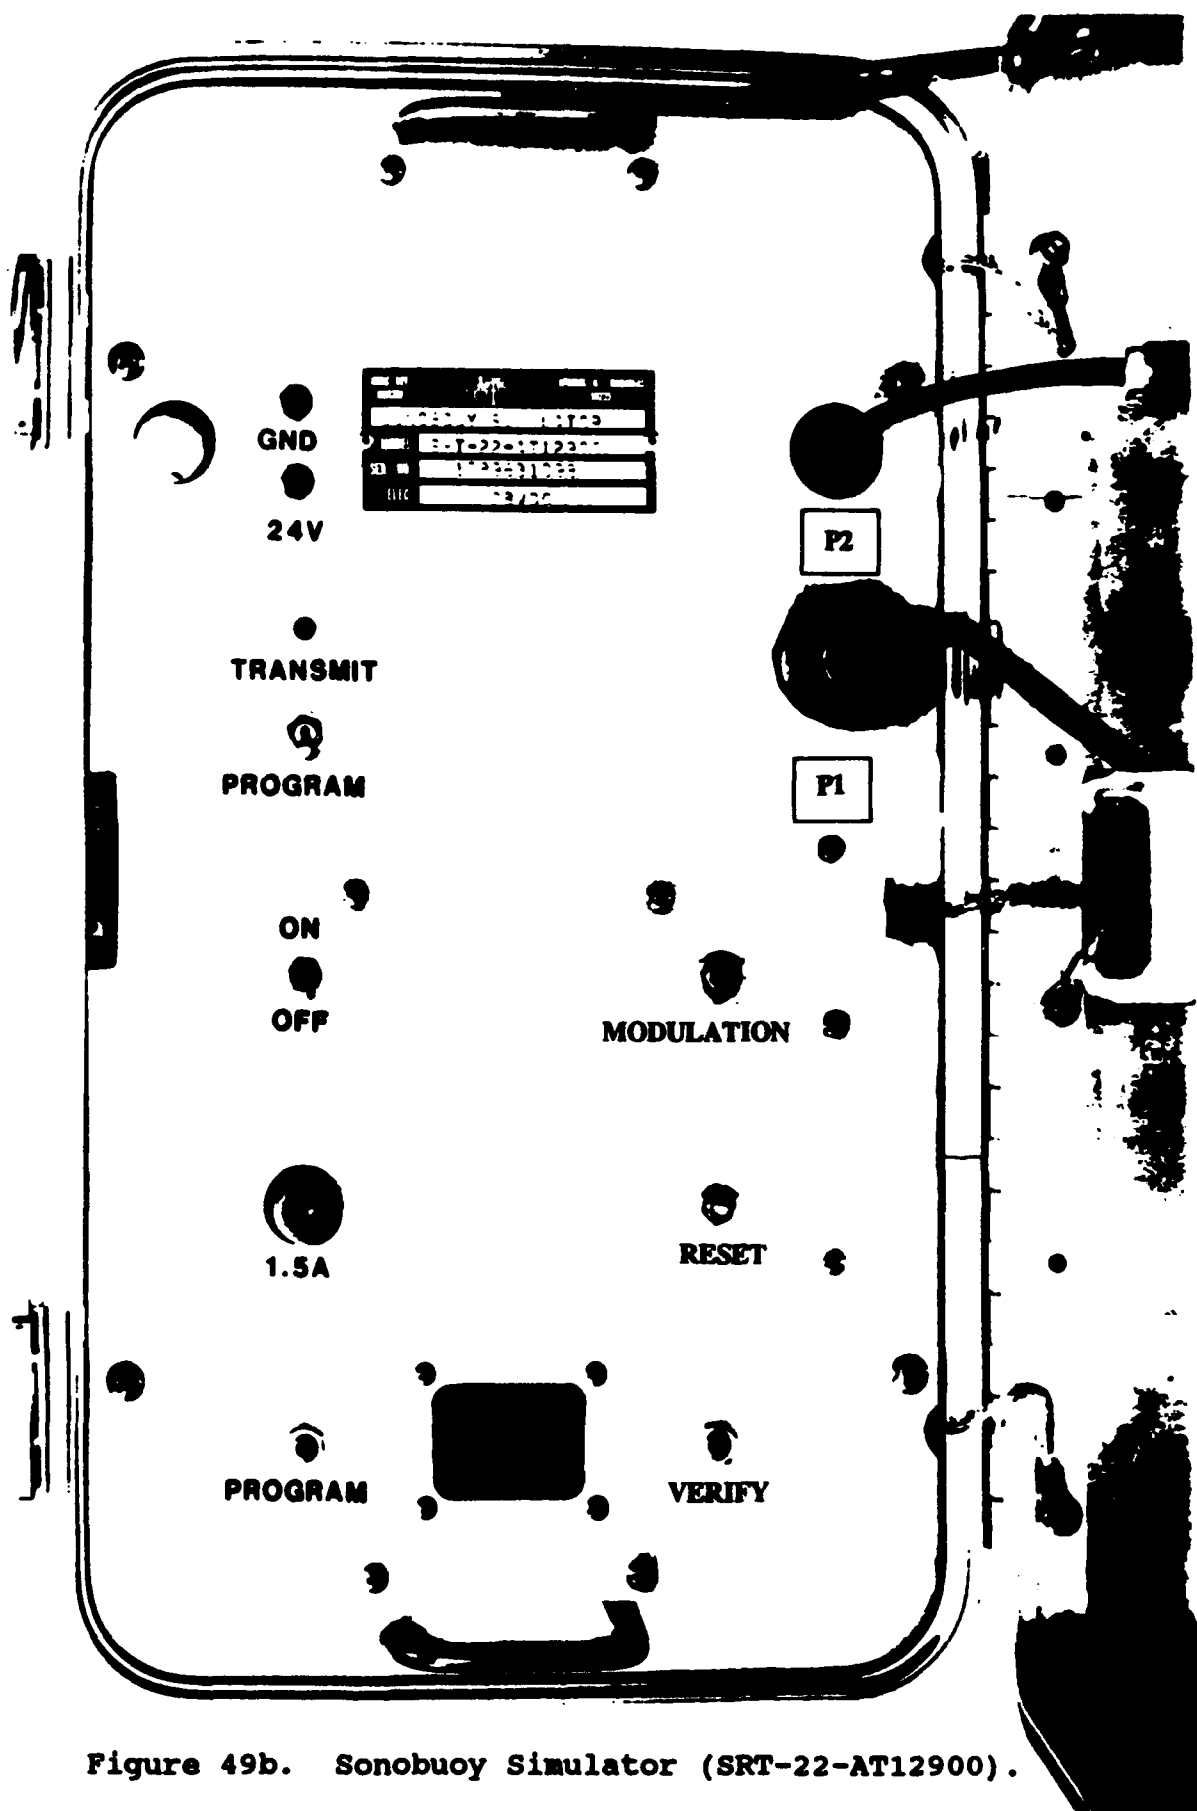 GND
24V
P2
TRANSMIT
PROGRAM
P1
ON
OFF
MODULATION
1.5A
RESET
PROGRAM
VERIFY
Figure 49b. Sonobuoy Simulator (SRT-22-AT12900).